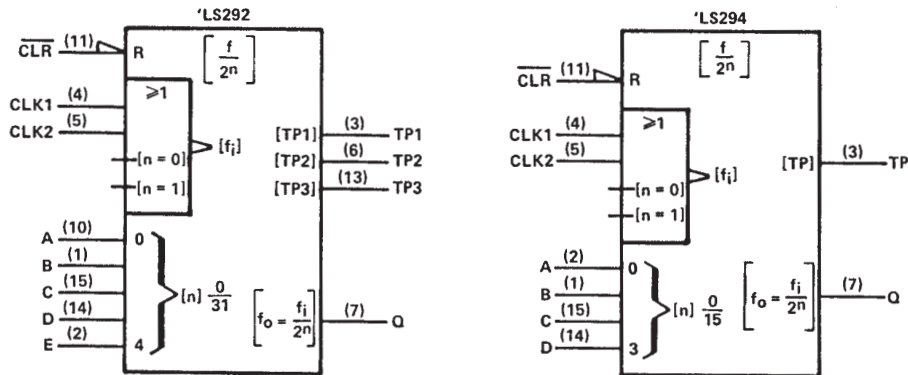 'LS292
CLR (11) R [f/2ⁿ]
≥1
CLK1 (4)
CLK2 (5)
[fi]
[n = 0]
[n = 1]
[TP1] (3) TP1
[TP2] (6) TP2
[TP3] (13) TP3
A (10) 0
B (1)
C (15)
D (14)
E (2) 4
[n] 0/31
[fo = fi/2ⁿ] (7) Q
'LS294
CLR (11) R [f/2ⁿ]
≥1
CLK1 (4)
CLK2 (5)
[fi]
[n = 0]
[n = 1]
[TP] (3) TP
A (2) 0
B (1)
C (15)
D (14) 3
[n] 0/15
[fo = fi/2ⁿ] (7) Q